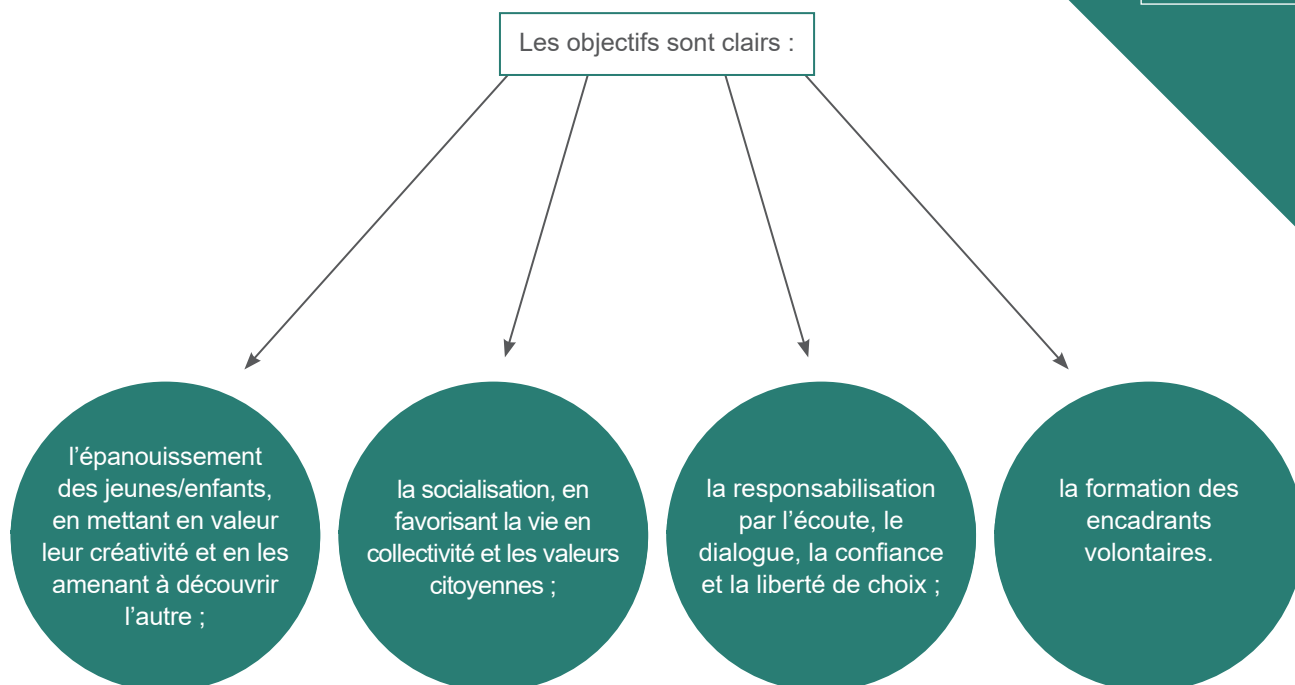 Les objectifs sont clairs :
l’épanouissement
des jeunes/enfants,
en mettant en valeur
leur créativité et en les
amenant à découvrir
l’autre ;
la socialisation, en
favorisant la vie en
collectivité et les valeurs
citoyennes ;
la responsabilisation
par l’écoute, le
dialogue, la confiance
et la liberté de choix ;
la formation des
encadrants
volontaires.